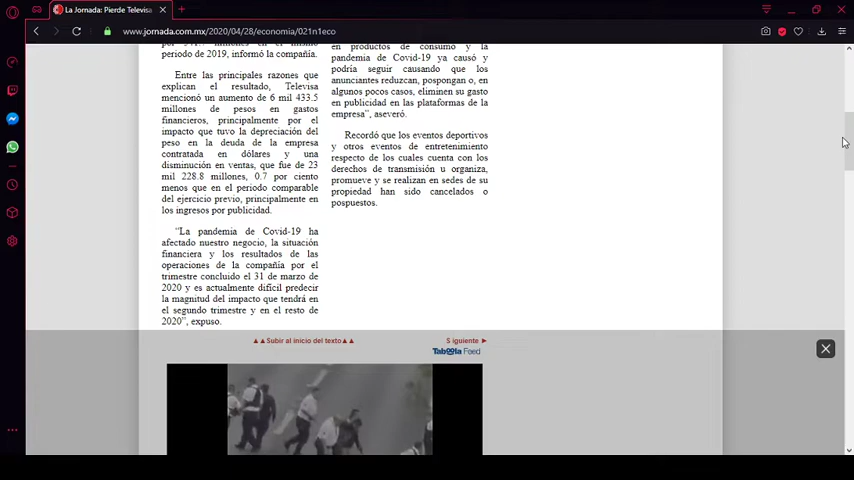 La Jornada: Pierde Televisa
www.jornada.com.mx/2020/04/28/economia/021n1eco
periodo de 2019, informó la compañía.
Entre las principales razones que
explican el resultado, Televisa
mencionó un aumento de 6 mil 433.5
millones de pesos en gastos
financieros, principalmente por el
impacto que tuvo la depreciación del
peso en la deuda de la empresa
contratada en dólares y una
disminución en ventas, que fue de 23
mil 228.8 millones, 0.7 por ciento
menos que en el periodo comparable
del ejercicio previo, principalmente en
los ingresos por publicidad.
“La pandemia de Covid-19 ha
afectado nuestro negocio, la situación
financiera y los resultados de las
operaciones de la compañía por el
trimestre concluido el 31 de marzo de
2020 y es actualmente difícil predecir
la magnitud del impacto que tendrá en
el segundo trimestre y en el resto de
2020”, expuso.
en productos de consumo y la
pandemia de Covid-19 ya causó y
podría seguir causando que los
anunciantes reduzcan, pospongan o, en
algunos pocos casos, eliminen su gasto
en publicidad en las plataformas de la
empresa”, aseveró.
Recordó que los eventos deportivos
y otros eventos de entretenimiento
respecto de los cuales cuenta con los
derechos de transmisión u organiza,
promueve y se realizan en sedes de su
propiedad han sido cancelados o
pospuestos.
▲▲Subir al inicio del texto▲▲
Siguiente ►
Taboola Feed